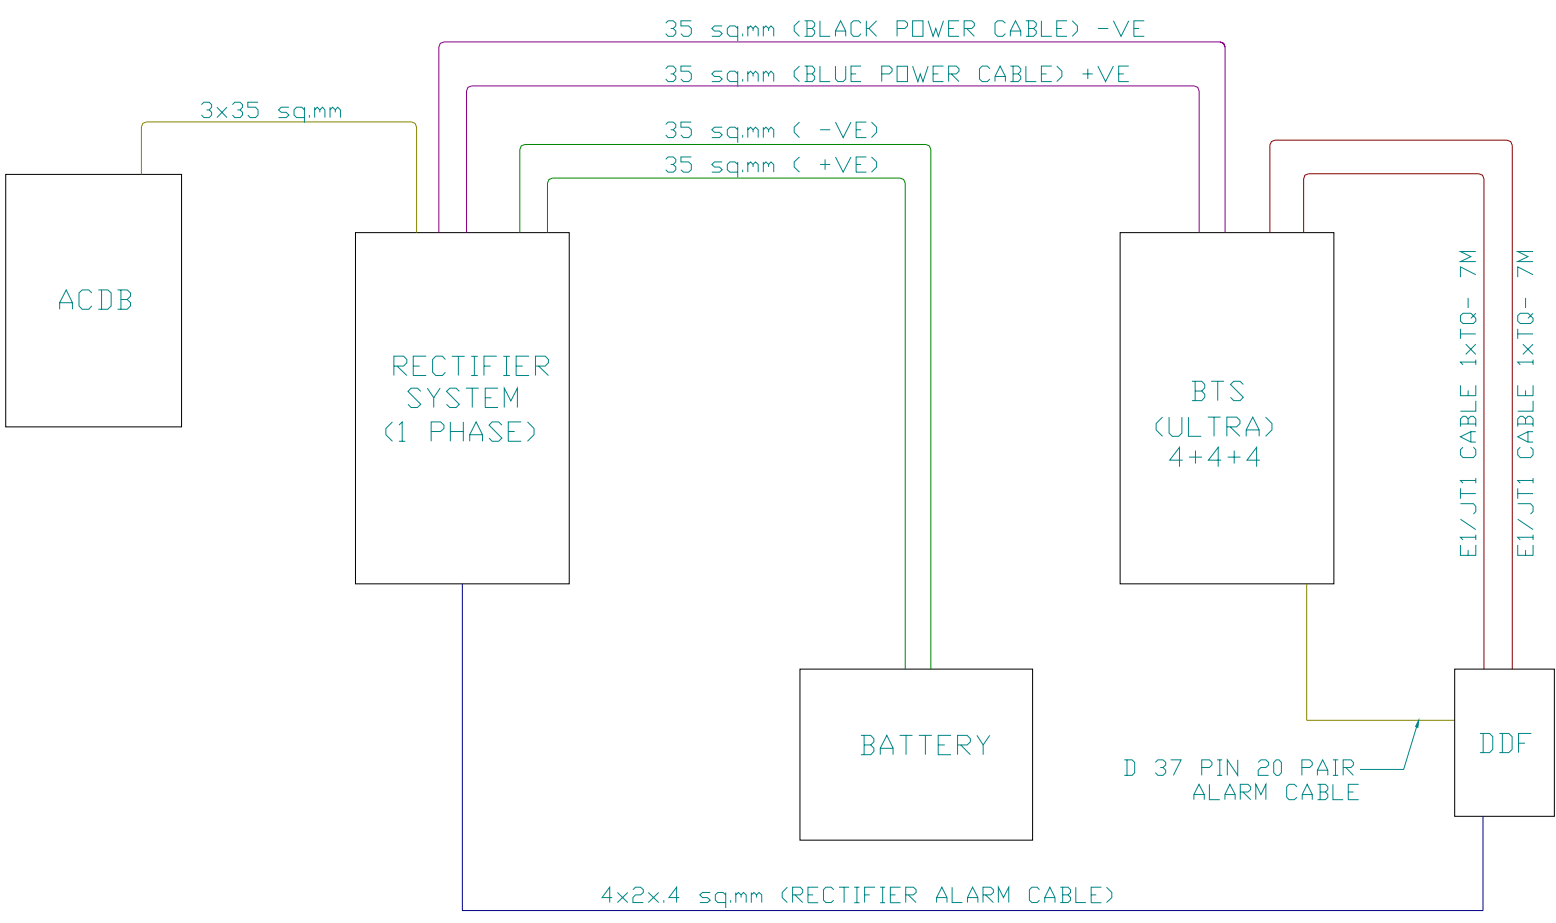 35 sq.mm (BLACK POWER CABLE) -VE
35 sq.mm (BLUE POWER CABLE) +VE
3x35 sq.mm
35 sq.mm ( -VE)
35 sq.mm ( +VE)
ACDB
RECTIFIER
SYSTEM
(1 PHASE)
BTS
(ULTRA)
4+4+4
E1/JT1 CABLE 1xTQ- 7M
E1/JT1 CABLE 1xTQ- 7M
BATTERY
DDF
D 37 PIN 20 PAIR
ALARM CABLE
4x2x.4 sq.mm (RECTIFIER ALARM CABLE)